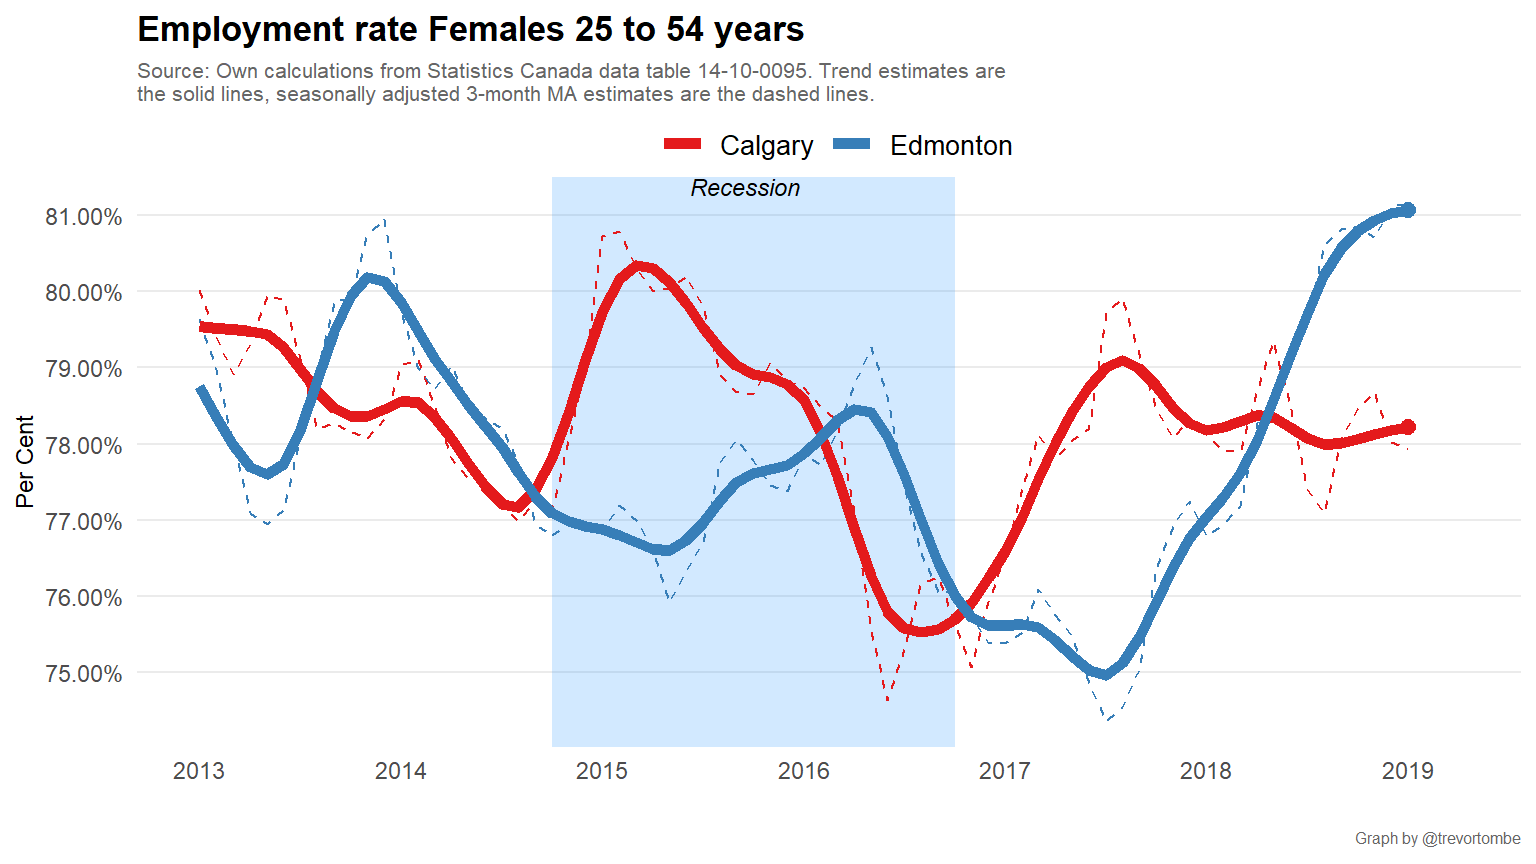 Employment rate Females 25 to 54 years
Source: Own calculations from Statistics Canada data table 14-10-0095. Trend estimates are
the solid lines, seasonally adjusted 3-month MA estimates are the dashed lines.
Calgary Edmonton
Recession
81.00%
80.00%
79.00%
78.00%
77.00%
76.00%
75.00%
Per Cent
2013 2014 2015 2016 2017 2018 2019
Graph by @trevortombe